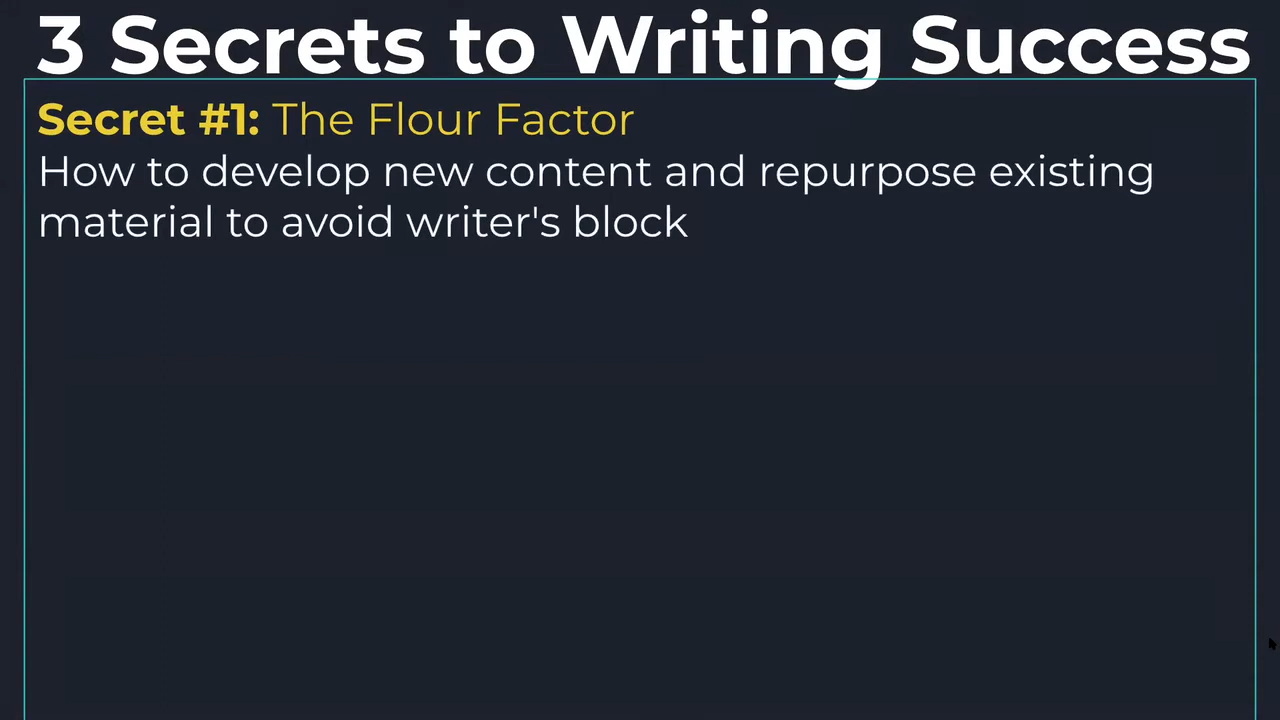 3 Secrets to Writing Success
Secret #1: The Flour Factor
How to develop new content and repurpose existing
material to avoid writer's block